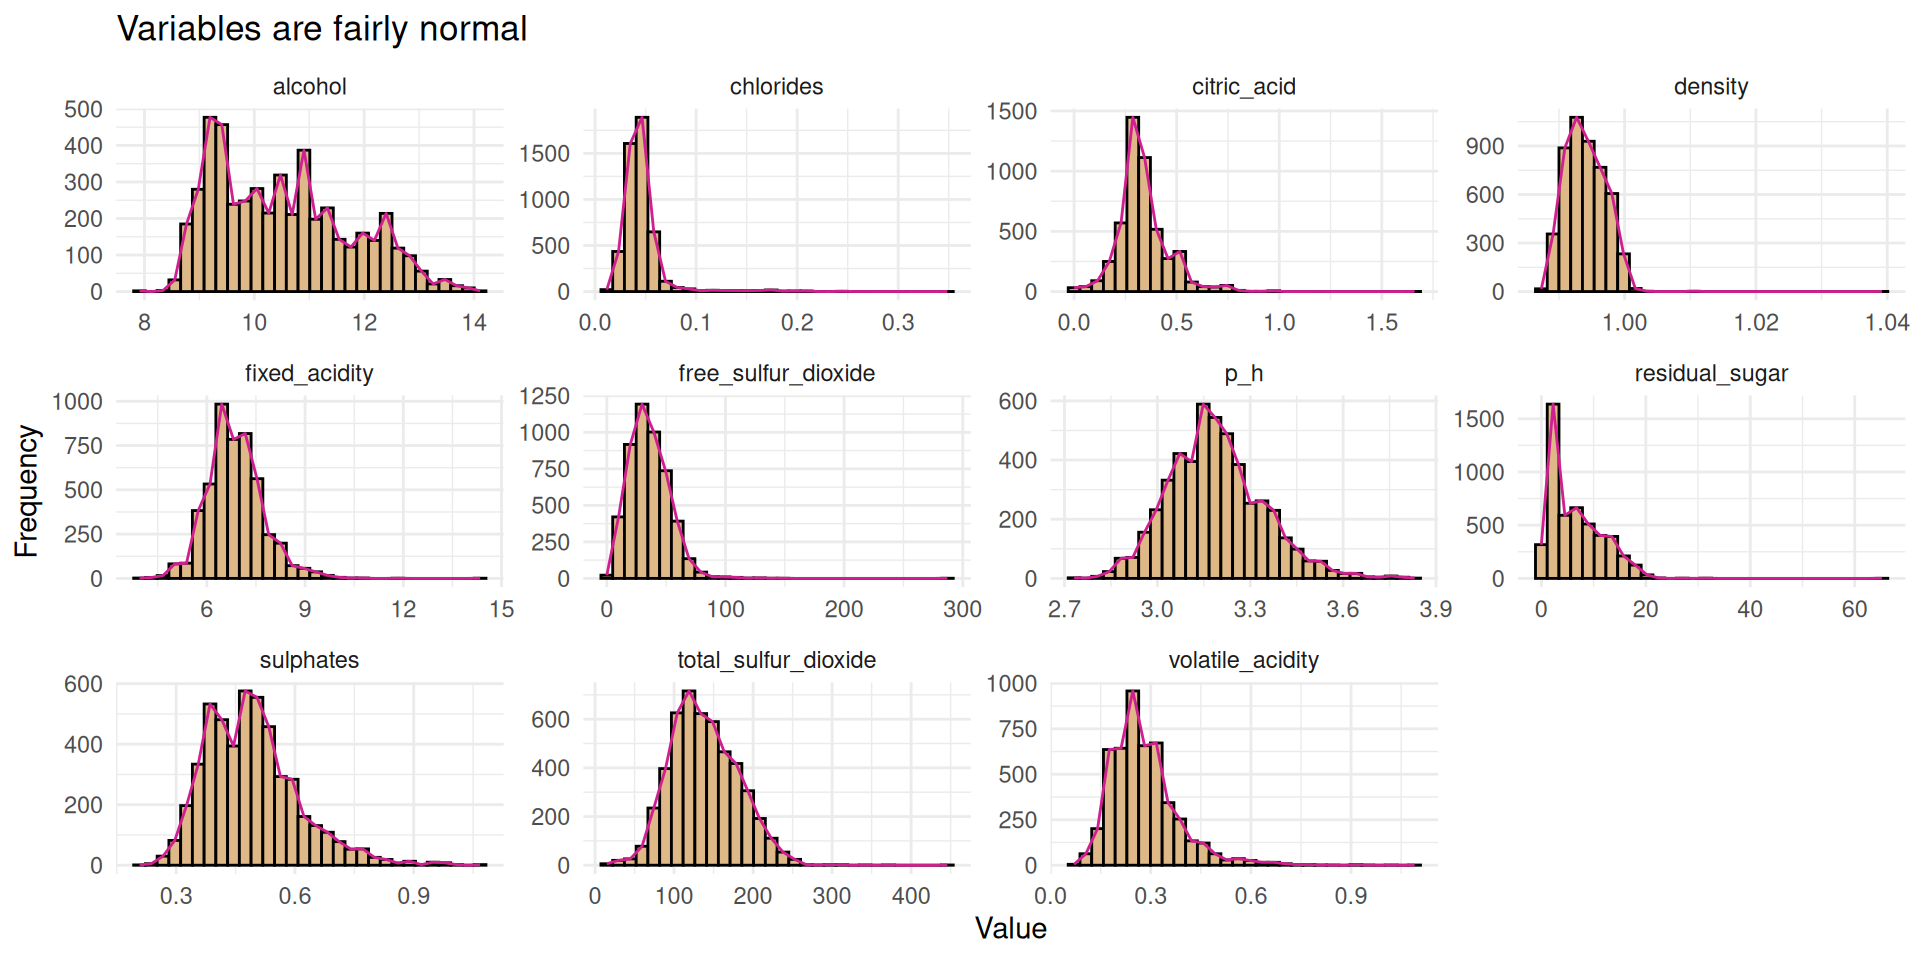 Variables are fairly normal
alcohol
chlorides
citric_acid
density
500
400
300
200
100
0
8 10 12 14
1500
1000
500
0
0.0 0.1 0.2 0.3
1500
1000
500
0
0.0 0.5 1.0 1.5
900
600
300
0
1.00 1.02 1.04
Frequency
fixed_acidity
free_sulfur_dioxide
p_h
residual_sugar
1000
750
500
250
0
6 9 12 15
1250
1000
750
500
250
0
0 100 200 300
600
400
200
0
2.7 3.0 3.3 3.6 3.9
1500
1000
500
0
0 20 40 60
sulphates
total_sulfur_dioxide
volatile_acidity
600
400
200
0
0.3 0.6 0.9
600
400
200
0
0 100 200 300 400
1000
750
500
250
0
0.0 0.3 0.6 0.9
Value